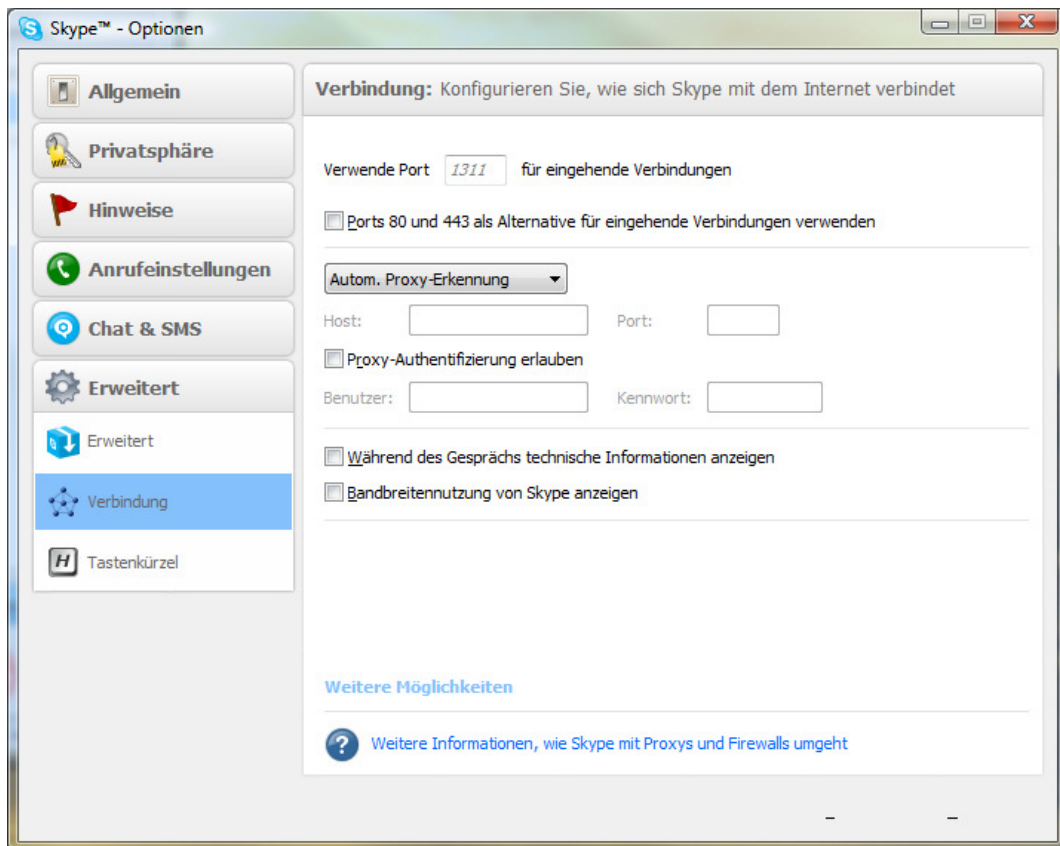 Skype™ - Optionen
Allgemein
Privatsphäre
Hinweise
Anrufeinstellungen
Chat & SMS
Erweitert
Erweitert
Verbindung
H Tastenkürzel
Verbindung: Konfigurieren Sie, wie sich Skype mit dem Internet verbindet
Verwende Port 1311 für eingehende Verbindungen
Ports 80 und 443 als Alternative für eingehende Verbindungen verwenden
Autom. Proxy-Erkennung
Host: Port:
Proxy-Authentifizierung erlauben
Benutzer: Kennwort:
Während des Gesprächs technische Informationen anzeigen
Bandbreitennutzung von Skype anzeigen
Weitere Möglichkeiten
? Weitere Informationen, wie Skype mit Proxys und Firewalls umgeht